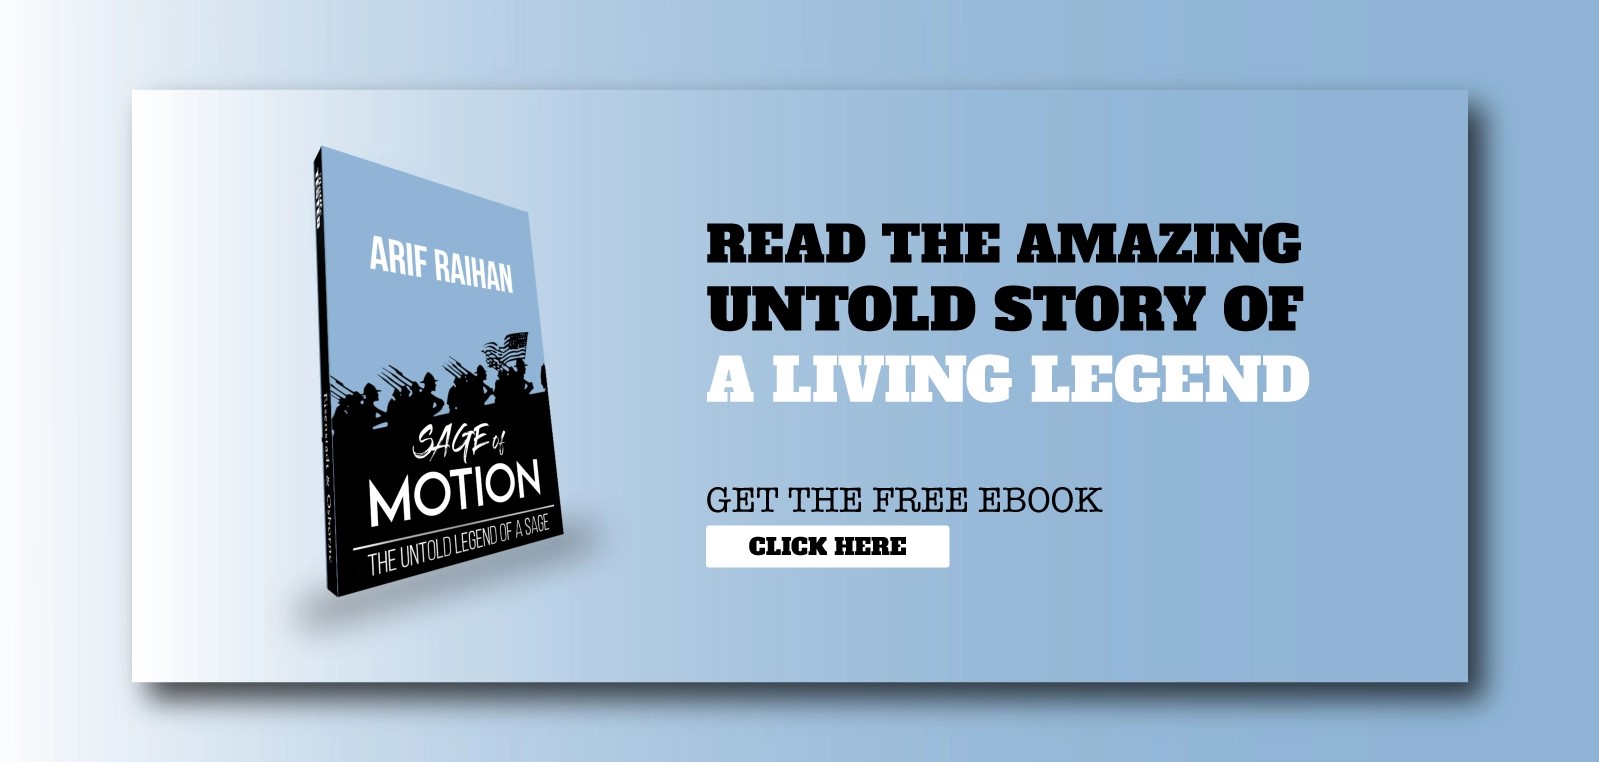 ARIF RAIHAN
SAGE of
MOTION
THE UNTOLD LEGEND OF A SAGE
READ THE AMAZING
UNTOLD STORY OF
A LIVING LEGEND
GET THE FREE EBOOK
CLICK HERE